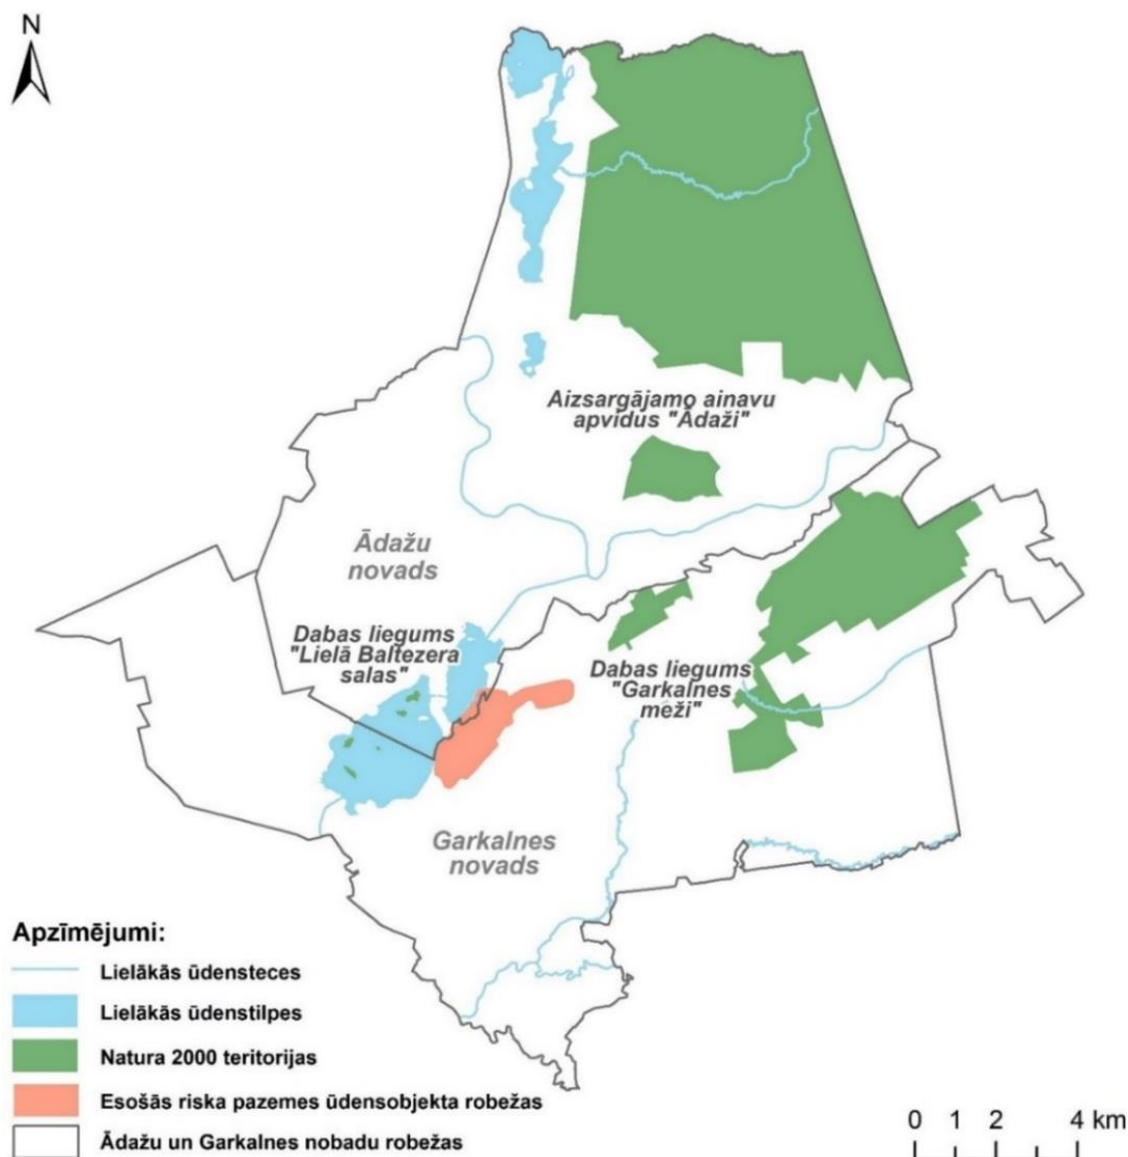 N
Aizsargājamo ainavu
apvidus "Ādaži"
Ādažu
novads
Dabas liegums
"Lielā Baltezera
salas"
Dabas liegums
"Garkalnes
meži"
Garkalnes
novads
Apzīmējumi:
Lielākās ūdensteces
Lielākās ūdenstilpes
Natura 2000 teritorijas
Esošās riska pazemes ūdensobjekta robežas
Ādažu un Garkalnes nobadu robežas
0 1 2 4 km